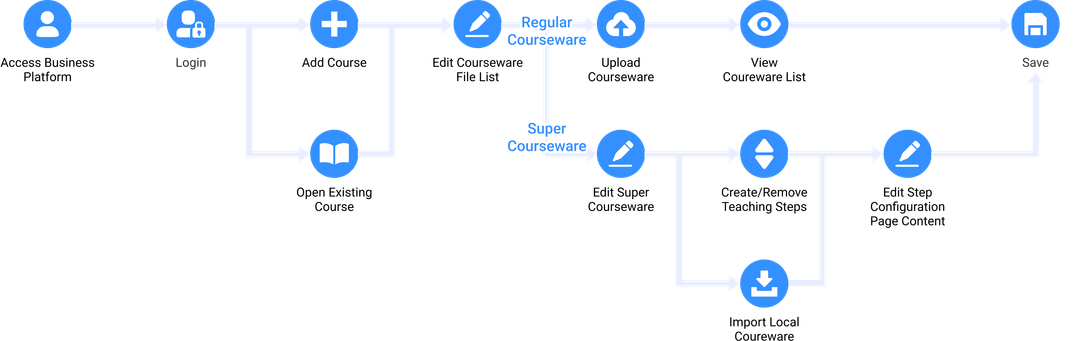 Regular
Courseware
Access Business
Platform
Login
Add Course
Edit Courseware
File List
Upload
Courseware
View
Coureware List
Save
Super
Courseware
Open Existing
Course
Edit Super
Courseware
Create/Remove
Teaching Steps
Edit Step
Configuration
Page Content
Import Local
Coureware